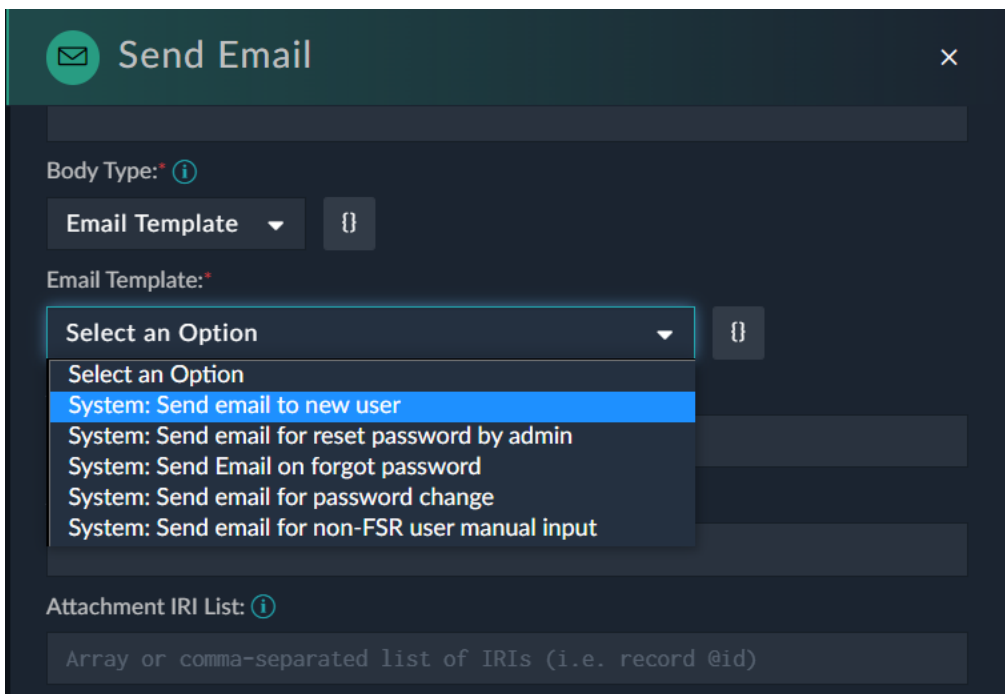 Send Email
Body Type:*
Email Template
{}
Email Template:*
Select an Option
{}
Select an Option
System: Send email to new user
System: Send email for reset password by admin
System: Send Email on forgot password
System: Send email for password change
System: Send email for non-FSR user manual input
Attachment IRI List:
Array or comma-separated list of IRIs (i.e. record @id)